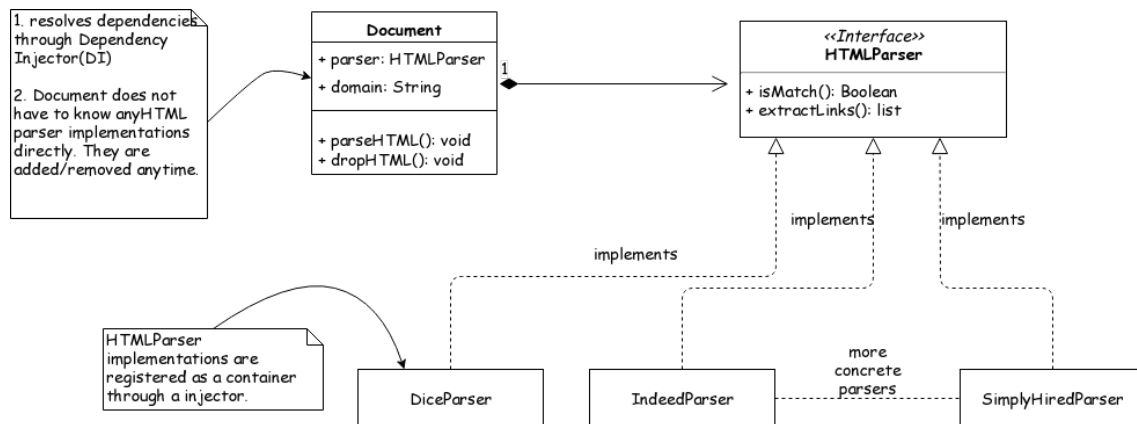 1. resolves dependencies
through Dependency
Injector(DI)
2. Document does not
have to know anyHTML
parser implementations
directly. They are
added/removed anytime.
Document
+ parser: HTMLParser
+ domain: String
+ parseHTML(): void
+ dropHTML(): void
1
<<Interface>>
HTMLParser
+ isMatch(): Boolean
+ extractLinks(): list
implements
implements
implements
HTMLParser
implementations are
registered as a container
through a injector.
DiceParser
IndeedParser
more
concrete
parsers
SimplyHiredParser